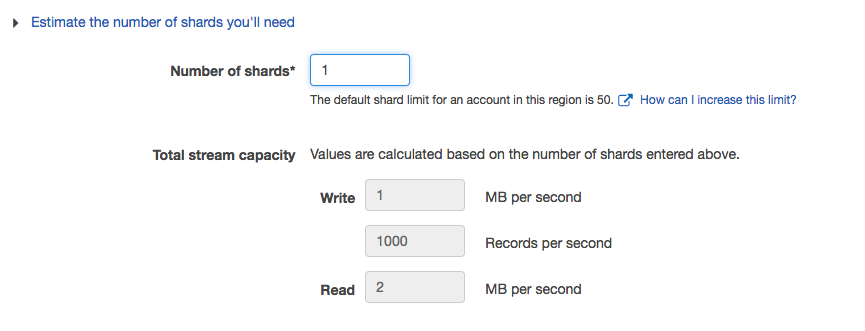 Estimate the number of shards you'll need
Number of shards* 1
The default shard limit for an account in this region is 50. How can I increase this limit?
Total stream capacity Values are calculated based on the number of shards entered above.
Write 1 MB per second
1000 Records per second
Read 2 MB per second